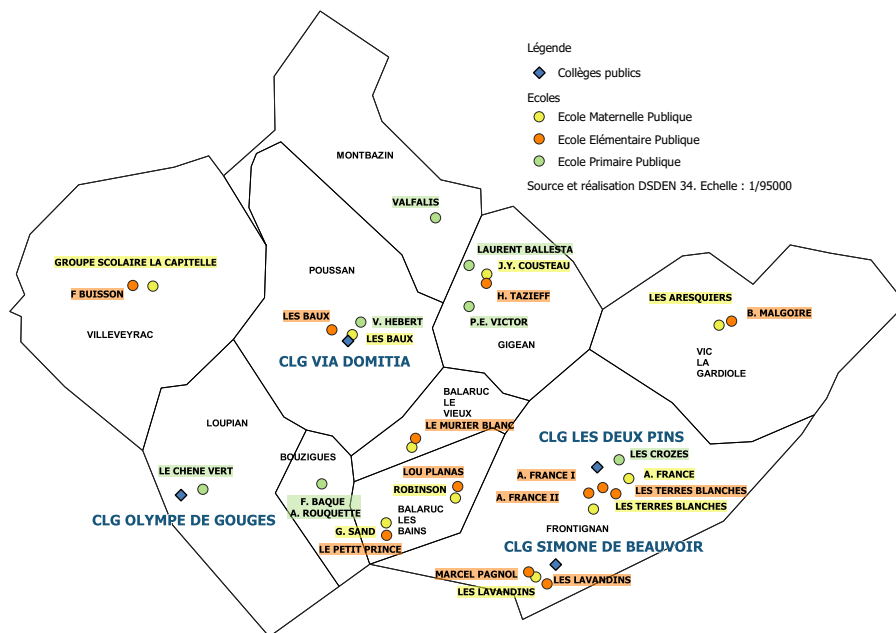 Légende
Collèges publics
Ecoles
Ecole Maternelle Publique
Ecole Elémentaire Publique
Ecole Primaire Publique
Source et réalisation DSDEN 34. Echelle : 1/95000
MONTBAZIN
VALFALIS
LAURENT BALLESTA
J.Y. COUSTEAU
H. TAZIEFF
P.E. VICTOR
GIGEAN
GROUPE SCOLAIRE LA CAPITELLE
F BUISSON
VILLEVEYRAC
POUSSAN
LES BAUX
V. HEBERT
LES BAUX
CLG VIA DOMITIA
LES ARESQUIERS
B. MALGOIRE
VIC
LA
GARDIOLE
BALARUC
LE
VIEUX
LE MURIER BLANC
LOUPIAN
LE CHENE VERT
CLG OLYMPE DE GOUGES
BOUZIGUES
F. BAQUE
A. ROUQUETTE
LOU PLANAS
ROBINSON
BALARUC
LES
BAINS
G. SAND
LE PETIT PRINCE
CLG LES DEUX PINS
LES CROZES
A. FRANCE I
A. FRANCE
A. FRANCE II
LES TERRES BLANCHES
LES TERRES BLANCHES
FRONTIGNAN
CLG SIMONE DE BEAUVOIR
MARCEL PAGNOL
LES LAVANDINS
LES LAVANDINS